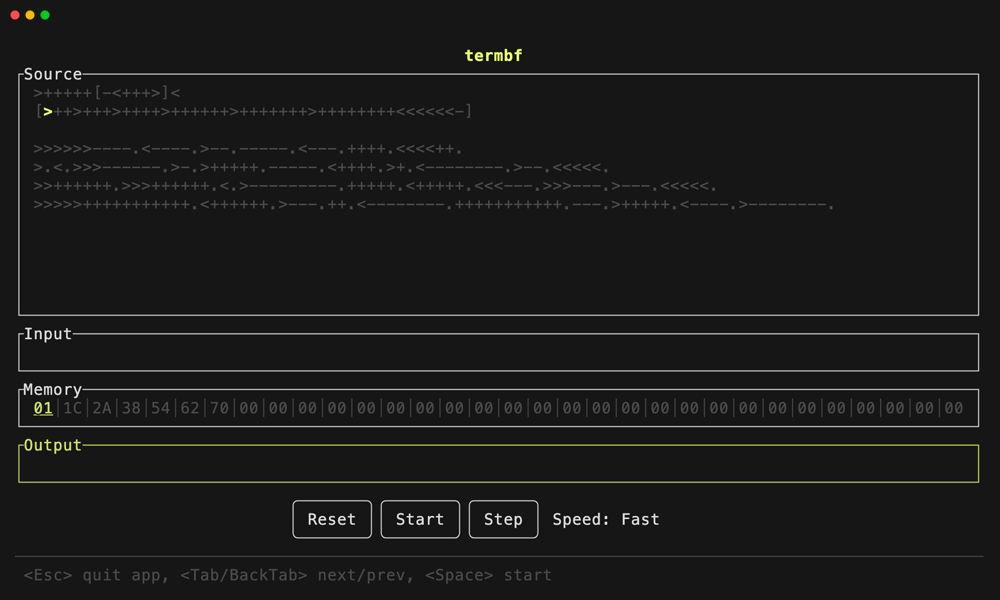 termbf
Source
>+++++[-<+++>]<
[>++>+++>++++>++++++>+++++++>++++++++<<<<<<-]
>>>>>>----.<----.>--.-----.<---.++++.<<<<++.
>.<.>>>------.>-.>+++++.-----.<++++.>+.<--------.>--.<<<<<.
>>++++++.>>>++++++.<.>---------.+++++.<+++++.<<<---.>>>---.>---.<<<<<.
>>>>>+++++++++++.<++++++.>---.++.<--------.+++++++++++.---.>+++++.<----.>--------.
Input
Memory
01|1C|2A|38|54|62|70|00|00|00|00|00|00|00|00|00|00|00|00|00|00|00|00|00|00|00|00|00|00|00|00|00
Output
Reset Start Step Speed: Fast
<Esc> quit app, <Tab/BackTab> next/prev, <Space> start